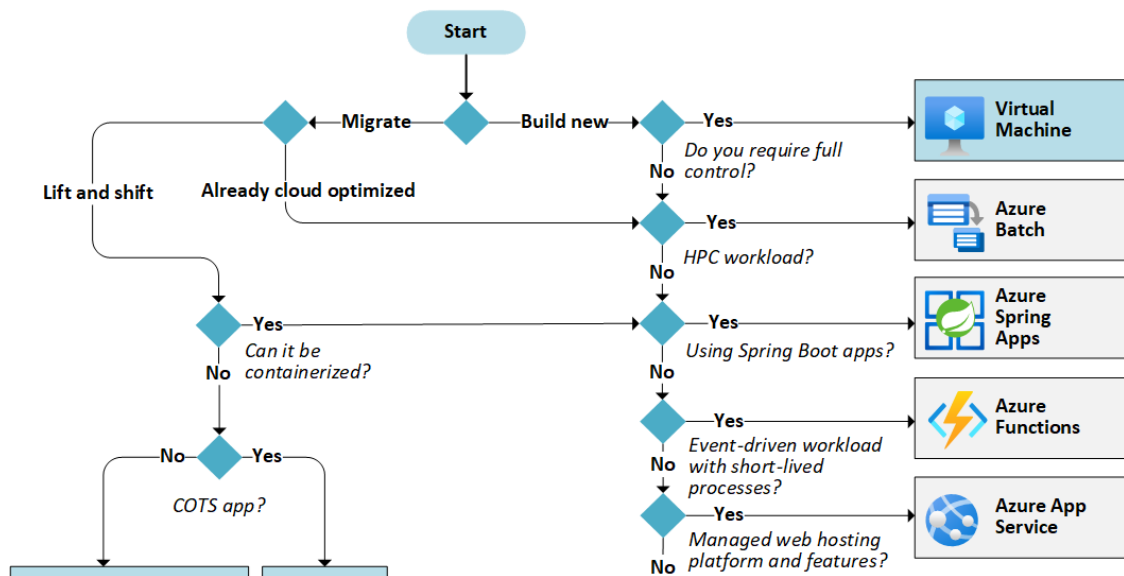 Start
Migrate
Build new
Yes
Virtual
Machine
Do you require full
control?
No
Lift and shift
Already cloud optimized
Yes
Azure
Batch
HPC workload?
No
Yes
Can it be
containerized?
No
Yes
Azure
Spring
Apps
Using Spring Boot apps?
No
Yes
Azure
Functions
Event-driven workload
with short-lived
processes?
No
No
Yes
COTS app?
Yes
Azure App
Service
Managed web hosting
platform and features?
No